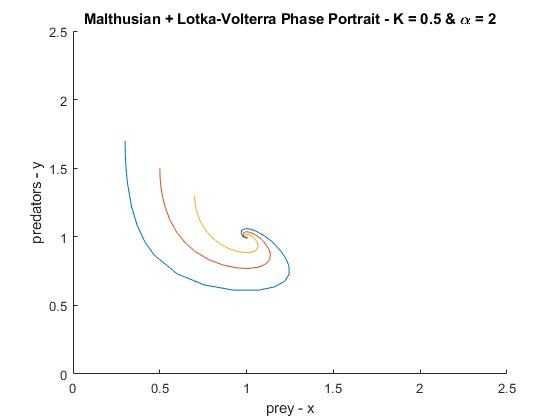 Malthusian + Lotka-Volterra Phase Portrait - K = 0.5 & α = 2
2.5
2
1.5
1
0.5
0
predators - y
0 0.5 1 1.5 2 2.5
prey - x